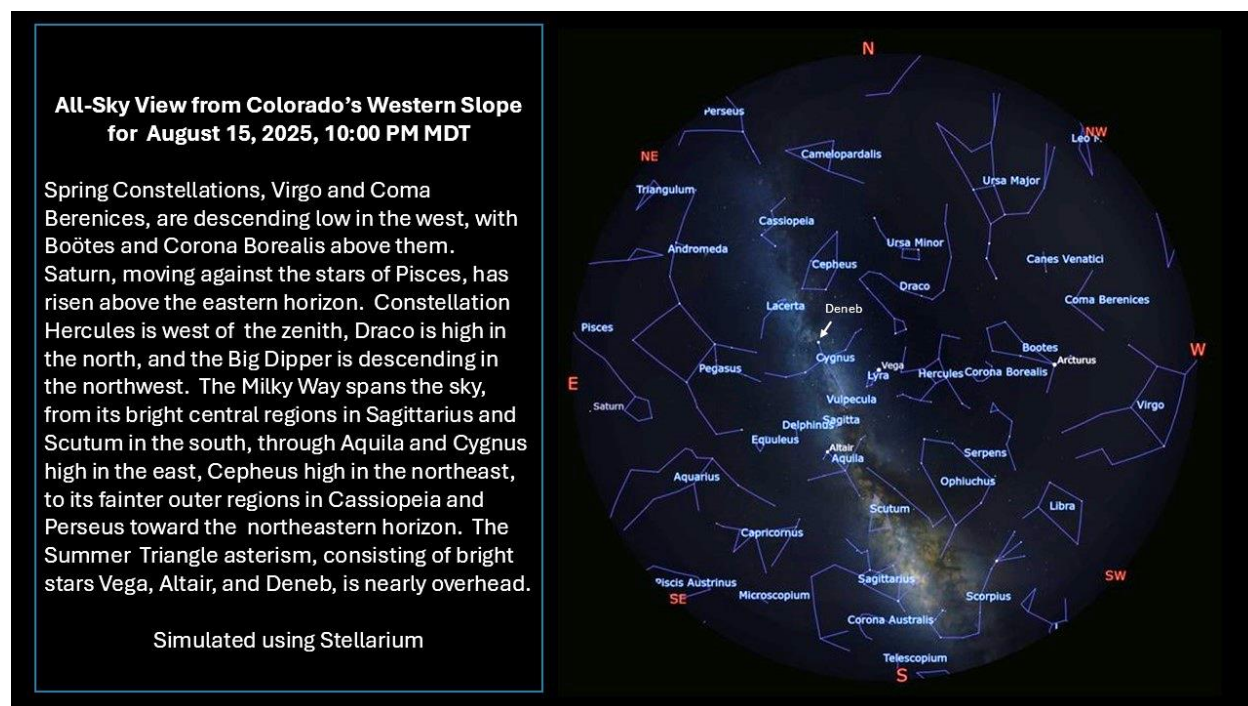 All-Sky View from Colorado's Western Slope
for August 15, 2025, 10:00 PM MDT
Spring Constellations, Virgo and Coma
Berenices, are descending low in the west, with
Boötes and Corona Borealis above them.
Saturn, moving against the stars of Pisces, has
risen above the eastern horizon. Constellation
Hercules is west of the zenith, Draco is high in
the north, and the Big Dipper is descending in
the northwest. The Milky Way spans the sky,
from its bright central regions in Sagittarius and
Scutum in the south, through Aquila and Cygnus
high in the east, Cepheus high in the northeast,
to its fainter outer regions in Cassiopeia and
Perseus toward the northeastern horizon. The
Summer Triangle asterism, consisting of bright
stars Vega, Altair, and Deneb, is nearly overhead.
Simulated using Stellarium
N
Perseus
NW
Leo
NE
Camelopardalis
Ursa Major
Triangulum
Cassiopeia
Andromeda
Ursa Minor
Canes Venatici
Cepheus
Draco
Coma Berenices
Lacerta
Deneb
Pisces
Cygnus
Bootes
W
Arcturus
Pegasus
Vega
Lyra
Hercules
Corona Borealis
E
Saturn
Vulpecula
Virgo
Sagitta
Delphinus
Equuleus
Altair
Aquila
Serpens
Aquarius
Ophiuchus
Scutum
Libra
Capricornus
Piscis Austrinus
Sagittarius
SW
SE
Microscopium
Scorpius
Corona Australis
Telescopium
S